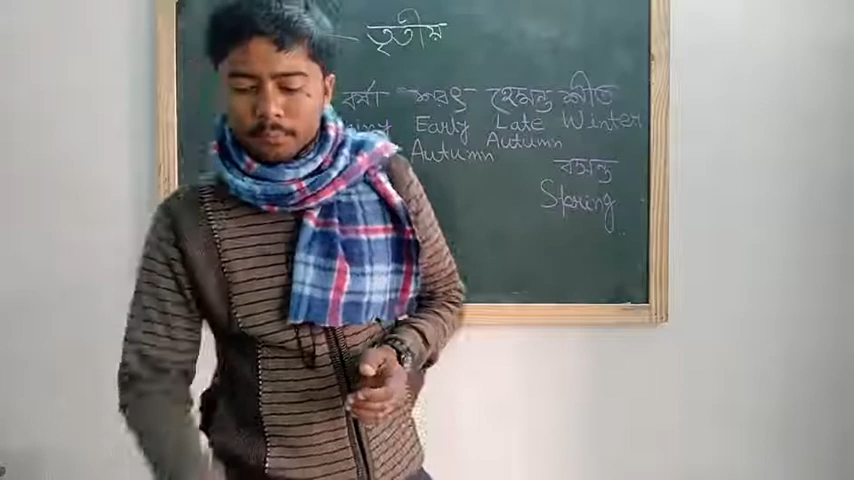 তৃতীয়
বর্ষা শরৎ হেমন্ত শীত
Early Late Winter
Autumn Autumn
বসন্ত
Spring